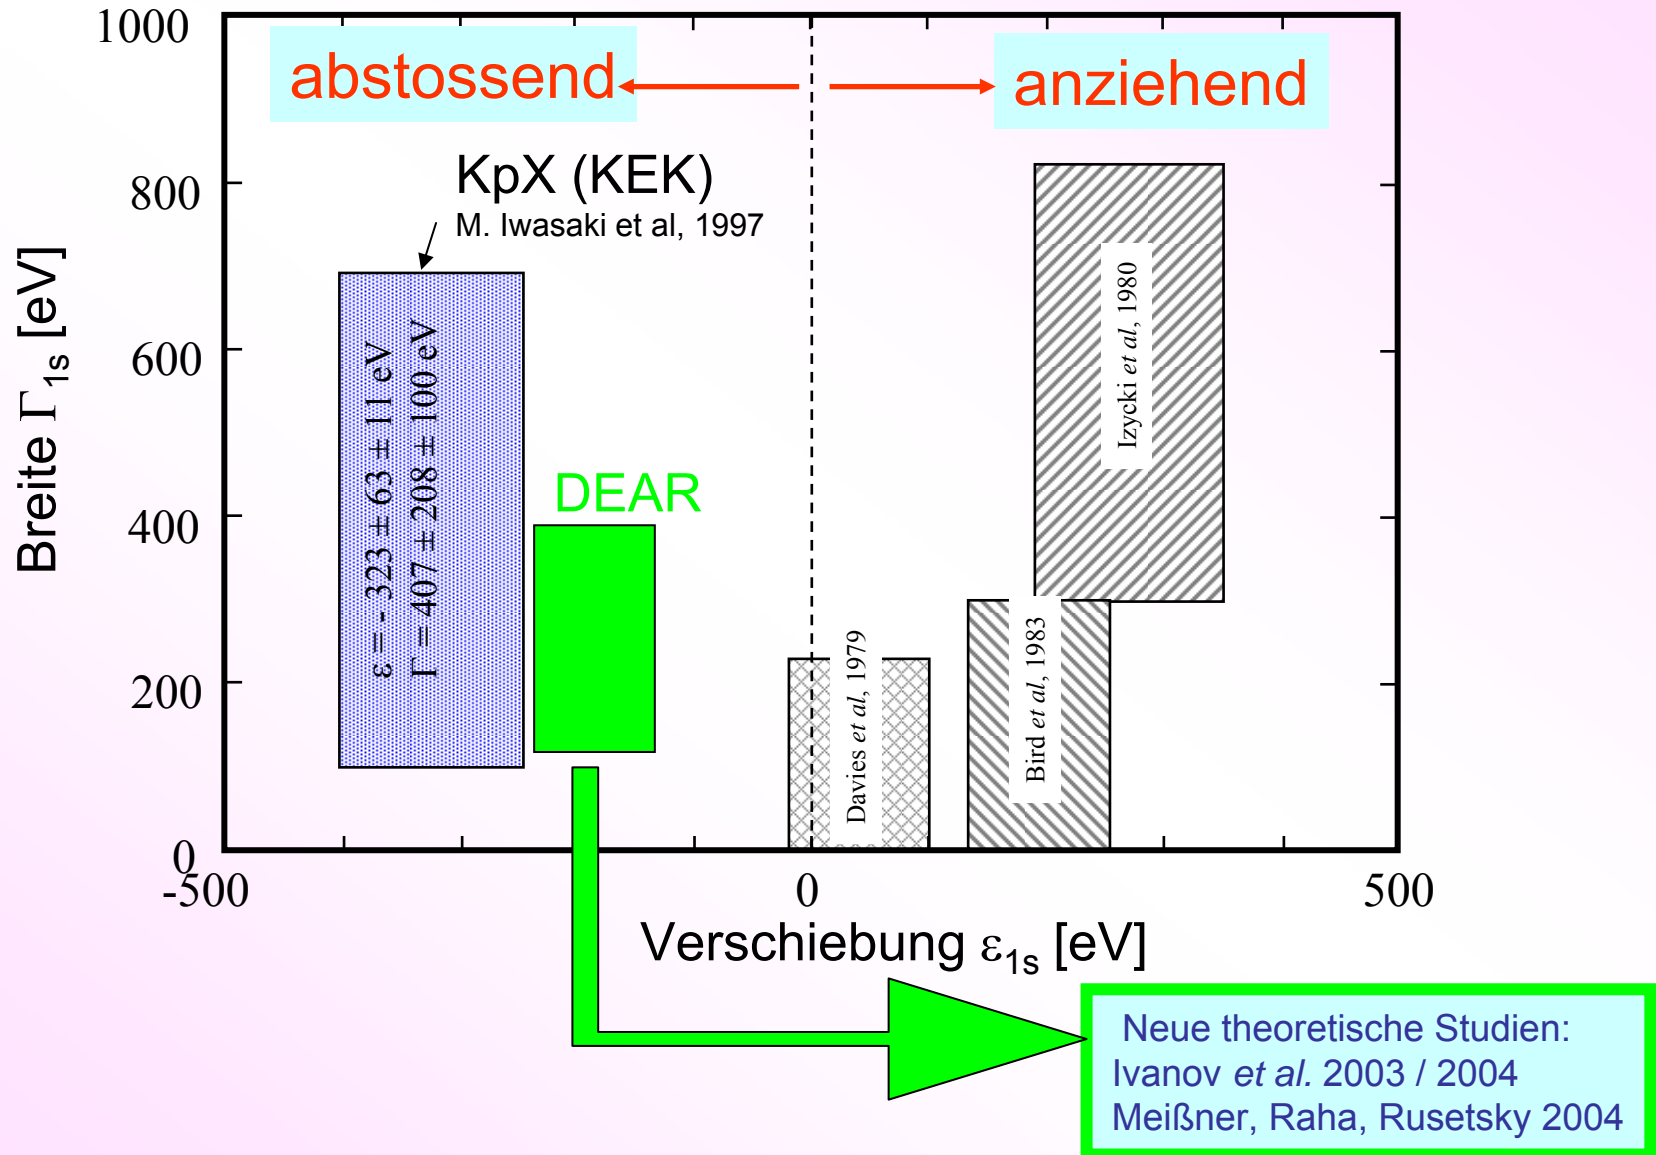 1000
abstossend
anziehend
KpX (KEK)
M. Iwasaki et al, 1997
800
600
400
200
0
Breite Γ1s [eV]
ε = - 323 ± 63 ± 11 eV
Γ = 407 ± 208 ± 100 eV
DEAR
Davies et al, 1979
Bird et al, 1983
Izycki et al, 1980
-500
0
500
Verschiebung ε1s [eV]
Neue theoretische Studien:
Ivanov et al. 2003 / 2004
Meißner, Raha, Rusetsky 2004